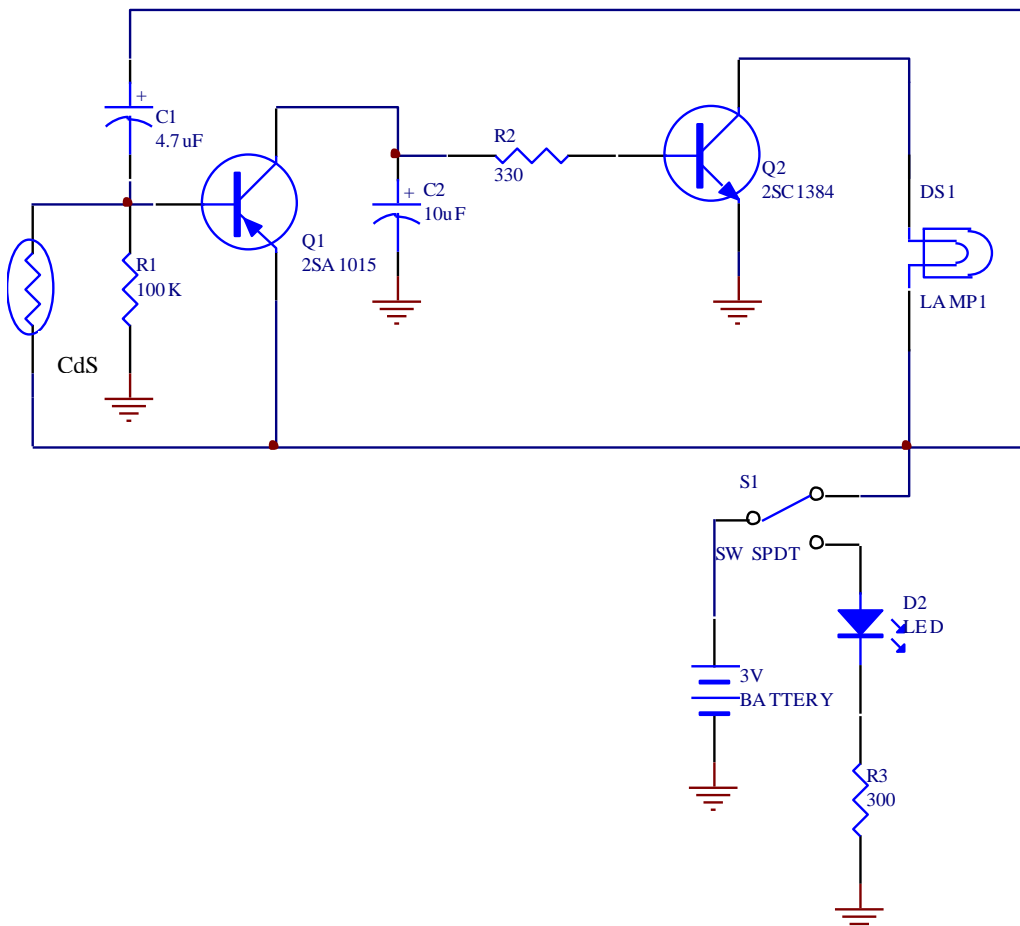 +
C1
4.7uF
R2
330
Q2
2SC1384
DS1
+
C2
10uF
Q1
2SA1015
R1
100K
LAMP1
CdS
S1
SW SPDT
D2
LED
3V
BATTERY
R3
300